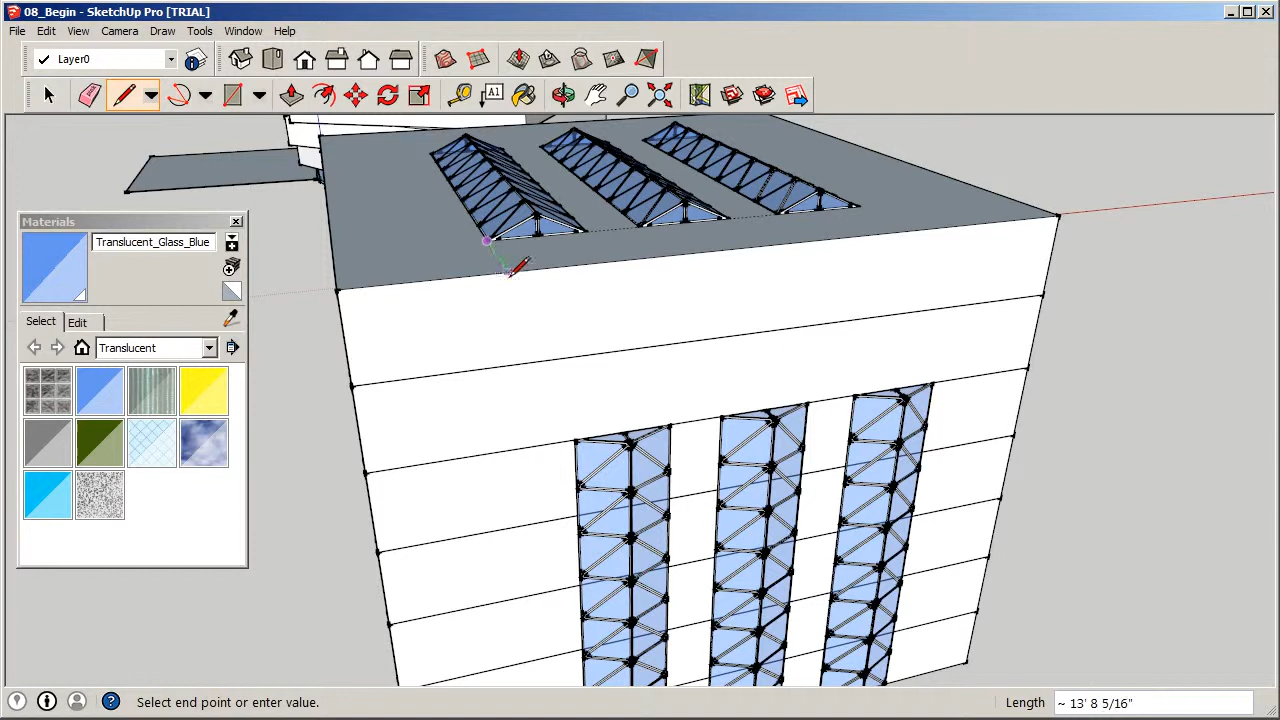 08_Begin - SketchUp Pro [TRIAL]
File Edit View Camera Draw Tools Window Help
Layer0
A1
Materials
Translucent_Glass_Blue
Select Edit
Translucent
Select end point or enter value.
Length ~ 13' 8 5/16"